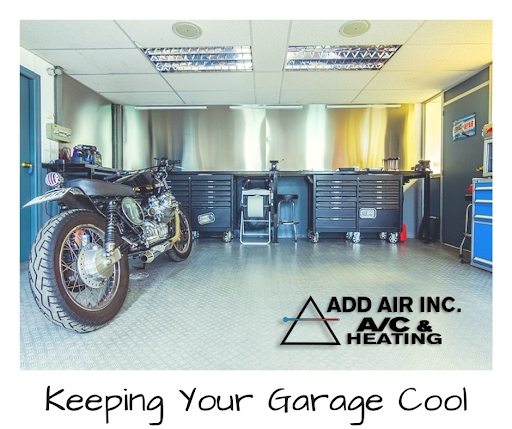 ADD AIR INC.
A/C &
HEATING
Keeping Your Garage Cool